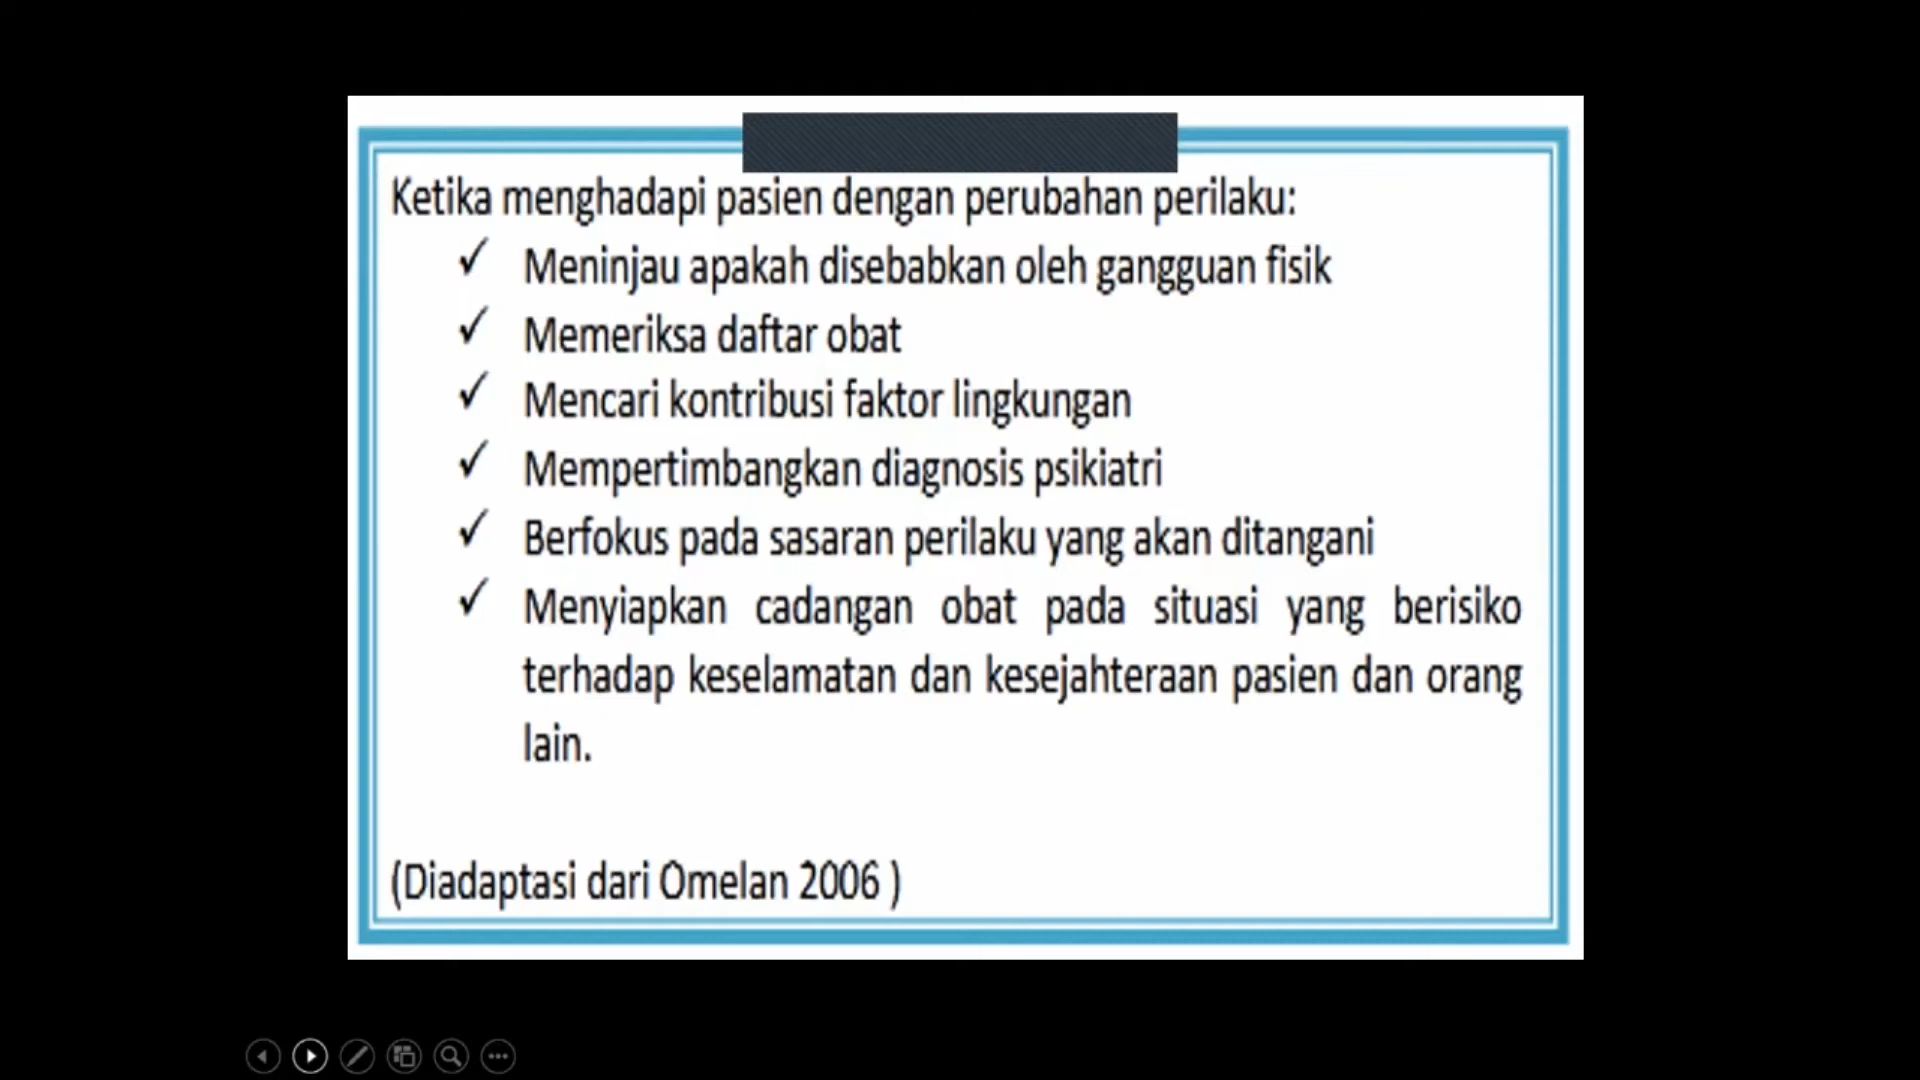 Ketika menghadapi pasien dengan perubahan perilaku:
✓ Meninjau apakah disebabkan oleh gangguan fisik
✓ Memeriksa daftar obat
✓ Mencari kontribusi faktor lingkungan
✓ Mempertimbangkan diagnosis psikiatri
✓ Berfokus pada sasaran perilaku yang akan ditangani
✓ Menyiapkan cadangan obat pada situasi yang berisiko
terhadap keselamatan dan kesejahteraan pasien dan orang
lain.
(Diadaptasi dari Omelan 2006 )